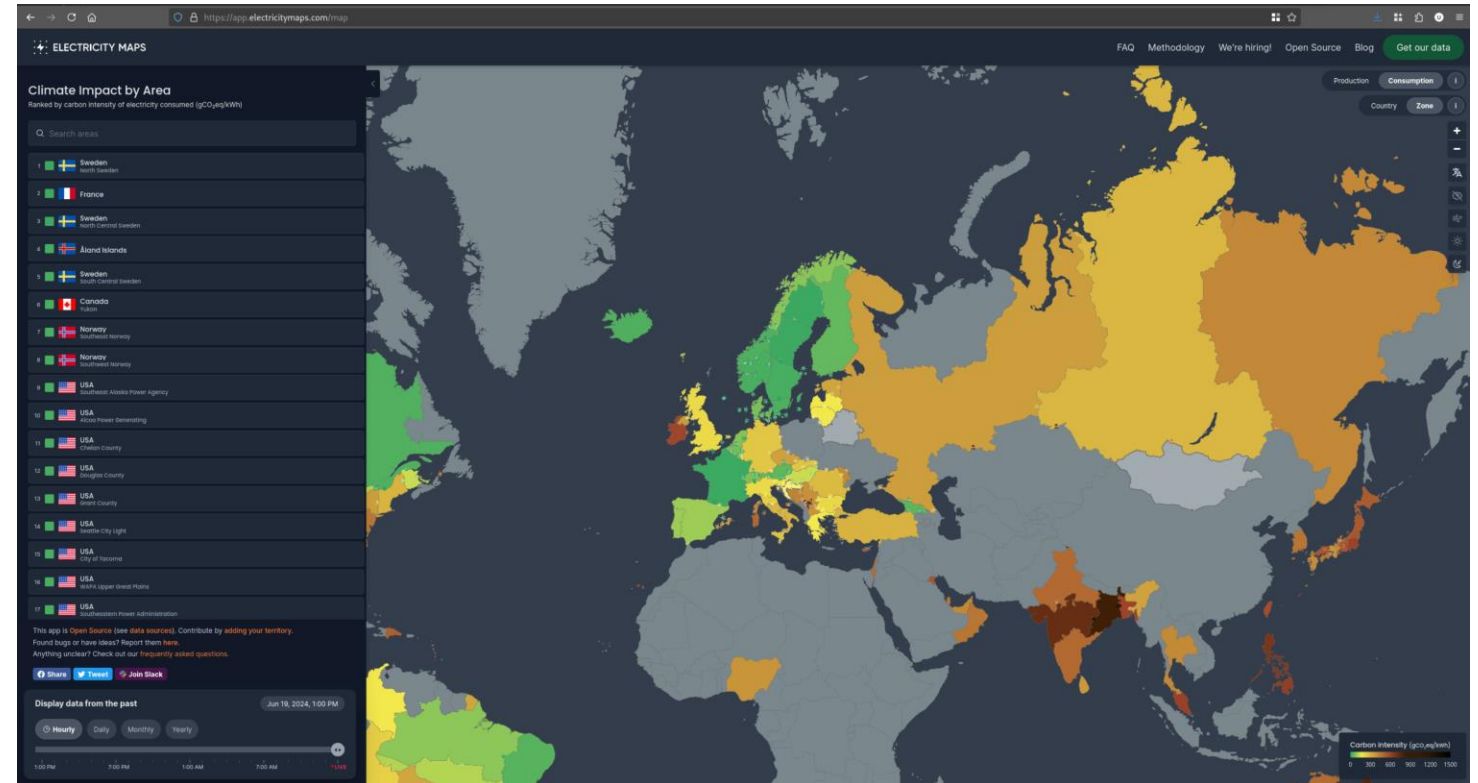 https://app.electricitymaps.com/map
ELECTRICITY MAPS
FAQ Methodology We're hiring! Open Source Blog Get our data
Climate Impact by Area
Ranked by carbon intensity of electricity consumed (gCO₂eq/kWh)
Search areas
1 Sweden
North Sweden
2 France
3 Sweden
North Central Sweden
4 Åland Islands
5 Sweden
South Central Sweden
6 Canada
Yukon
7 Norway
Southeast Norway
8 Norway
Southwest Norway
9 USA
Southeast Alaska Power Agency
10 USA
Alcoa Power Generating
11 USA
Chelan County
12 USA
Douglas County
13 USA
Grant County
14 USA
Seattle City Light
15 USA
City of Tacoma
16 USA
WAPA Upper Great Plains
17 USA
Southeastern Power Administration
This app is Open Source (see data sources). Contribute by adding your territory.
Found bugs or have ideas? Report them here.
Anything unclear? Check out our frequently asked questions.
Share Tweet Join Slack
Display data from the past Jun 19, 2024, 1:00 PM
Hourly Daily Monthly Yearly
1:00 PM 7:00 PM 1:00 AM 7:00 AM LIVE
Production Consumption
Country Zone
Carbon intensity (gCO₂eq/kWh)
0 300 600 900 1200 1500